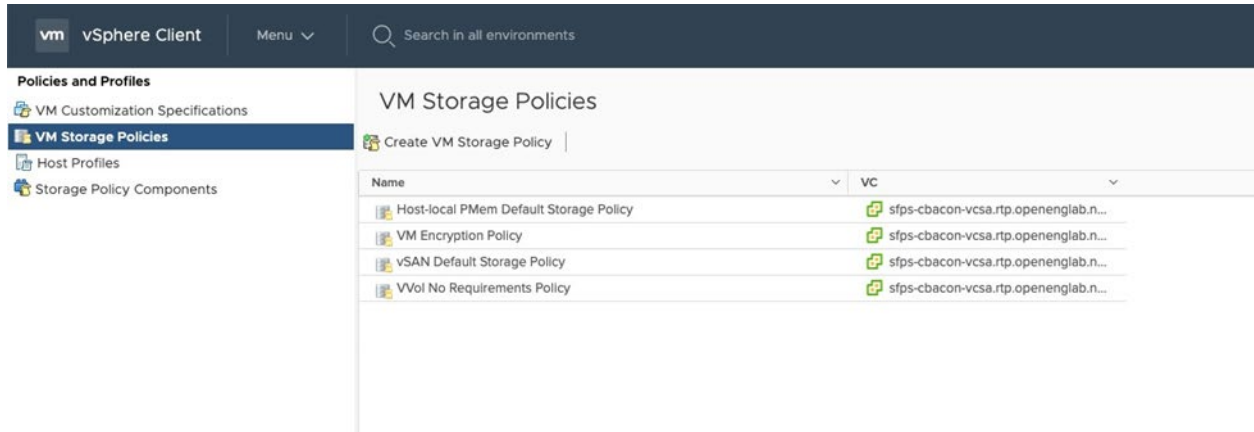 vm vSphere Client Menu Search in all environments
Policies and Profiles
VM Customization Specifications
VM Storage Policies
Host Profiles
Storage Policy Components
VM Storage Policies
Create VM Storage Policy
Name VC
Host-local PMem Default Storage Policy sfps-cbacon-vcsa.rtp.openenglab.n...
VM Encryption Policy sfps-cbacon-vcsa.rtp.openenglab.n...
vSAN Default Storage Policy sfps-cbacon-vcsa.rtp.openenglab.n...
VVol No Requirements Policy sfps-cbacon-vcsa.rtp.openenglab.n...